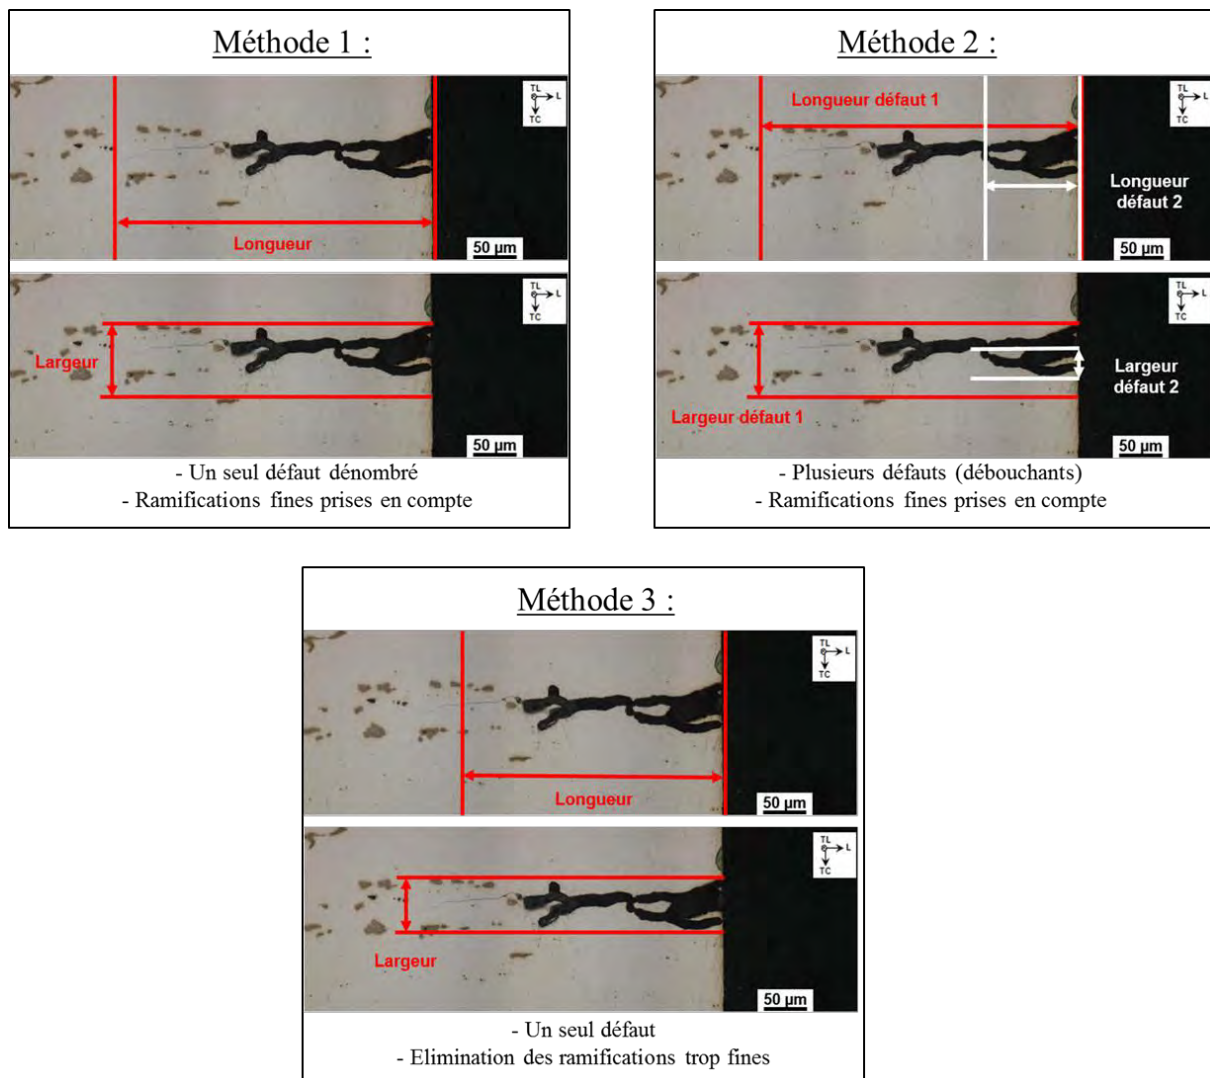 Méthode 1 :
TL
L
TC
Longueur
50 µm
TL
L
TC
Largeur
50 µm
- Un seul défaut dénombré
- Ramifications fines prises en compte
Méthode 2 :
TL
L
TC
Longueur défaut 1
Longueur
défaut 2
50 µm
TL
L
TC
Largeur
défaut 2
Largeur défaut 1
50 µm
- Plusieurs défauts (débouchants)
- Ramifications fines prises en compte
Méthode 3 :
TL
L
TC
Longueur
50 µm
TL
L
TC
Largeur
50 µm
- Un seul défaut
- Elimination des ramifications trop fines